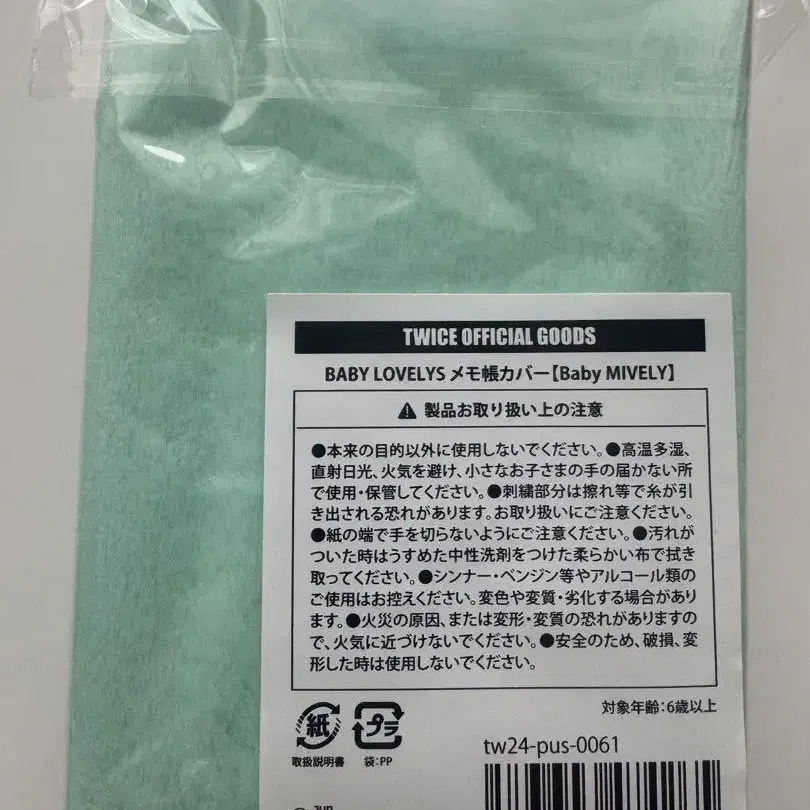 TWICE OFFICIAL GOODS
BABY LOVELYS メモ帳カバー【Baby MIVELY】
⚠ 製品お取り扱い上の注意
●本来の目的以外に使用しないでください。●高温多湿、
直射日光、火気を避け、小さなお子さまの手の届かない所
で使用・保管してください。●刺繍部分は擦れ等で糸が引
き出される恐れがあります。お取り扱いにご注意ください。
●紙の端で手を切らないようにご注意ください。●汚れが
ついた時はうすめた中性洗剤をつけた柔らかい布で拭き
取ってください。●シンナー・ベンジン等やアルコール類の
ご使用はお控えください。変色や変質・劣化する場合があり
ます。●火災の原因、または変形・変質の恐れがありますの
で、火気に近づけないでください。●安全のため、破損、変
形した時は使用しないでください。
対象年齢:6歳以上
紙 プラ
取扱説明書 袋:PP
tw24-pus-0061